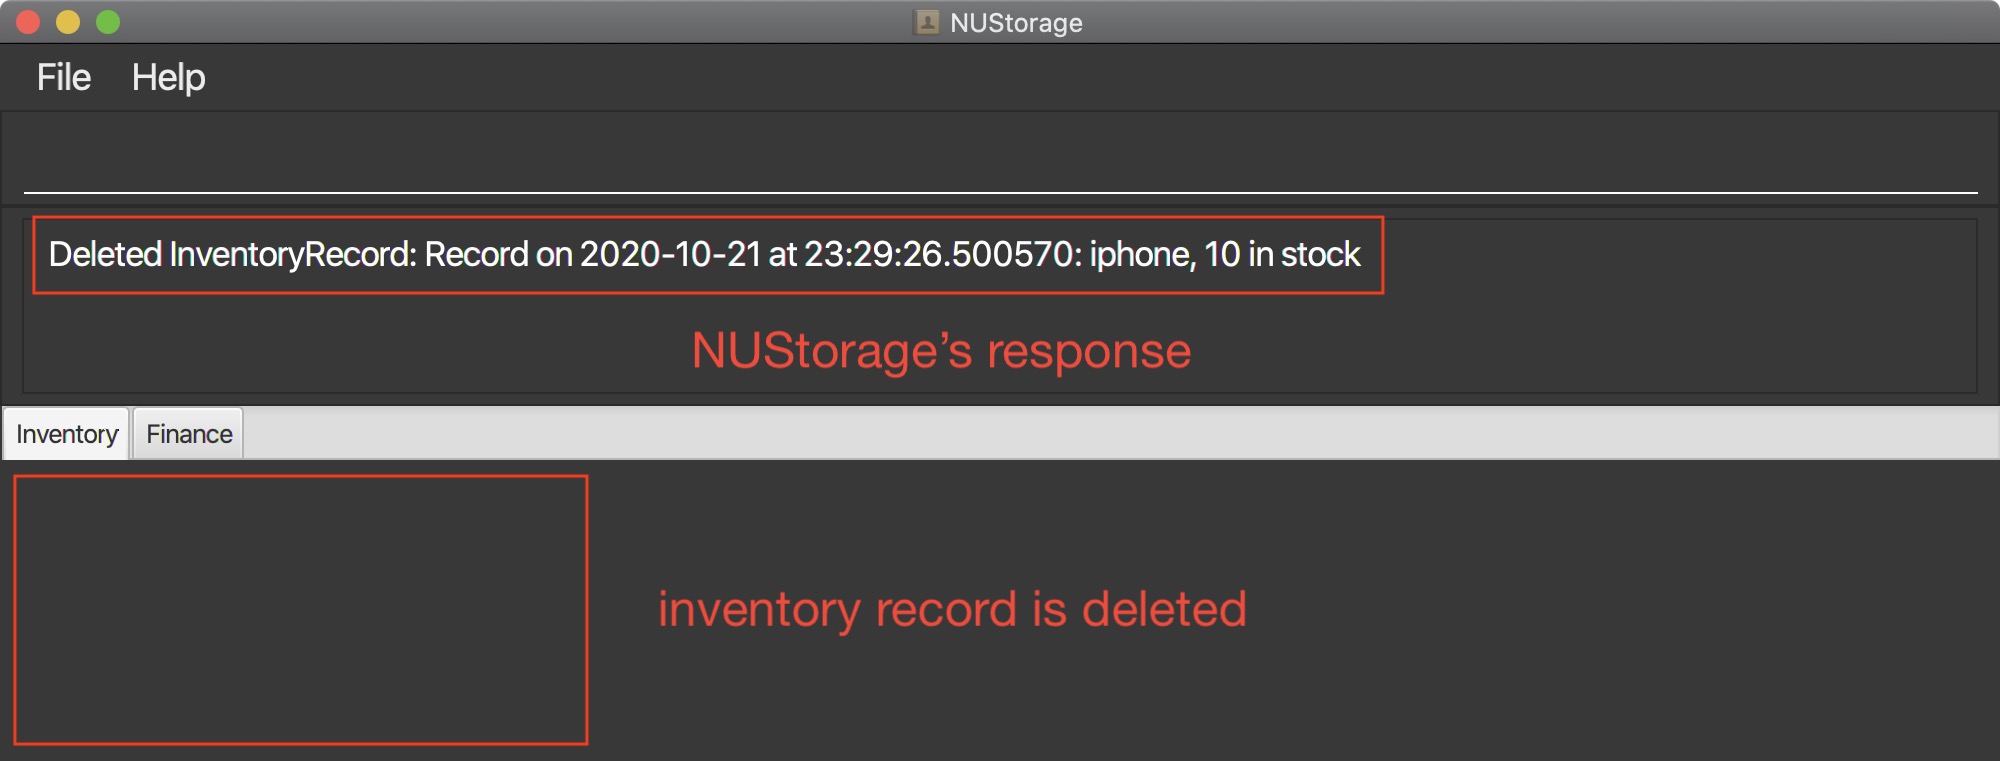 NUStorage
File Help
Deleted InventoryRecord: Record on 2020-10-21 at 23:29:26.500570: iphone, 10 in stock
NUStorage’s response
Inventory Finance
inventory record is deleted